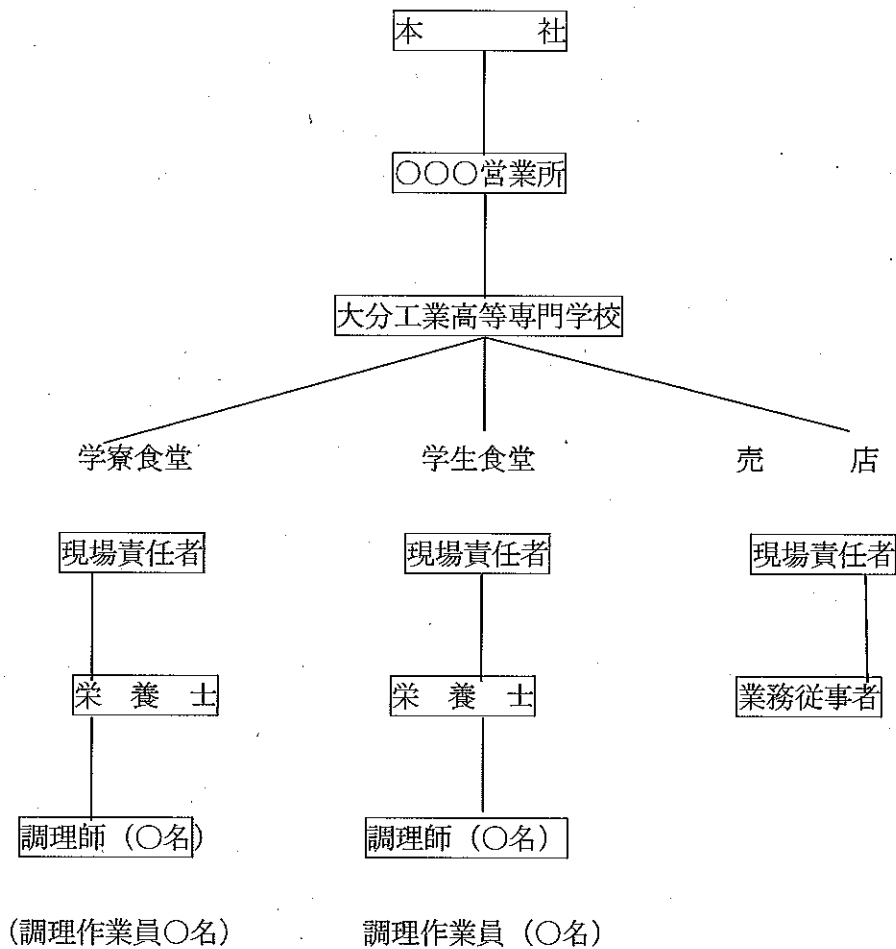 本　　　社
〇〇〇営業所
大分工業高等専門学校
学寮食堂　学生食堂　売　　店
現場責任者　現場責任者　現場責任者
栄　養　士　栄　養　士　業務従事者
調理師（〇名）　調理師（〇名）
（調理作業員〇名）　調理作業員（〇名）